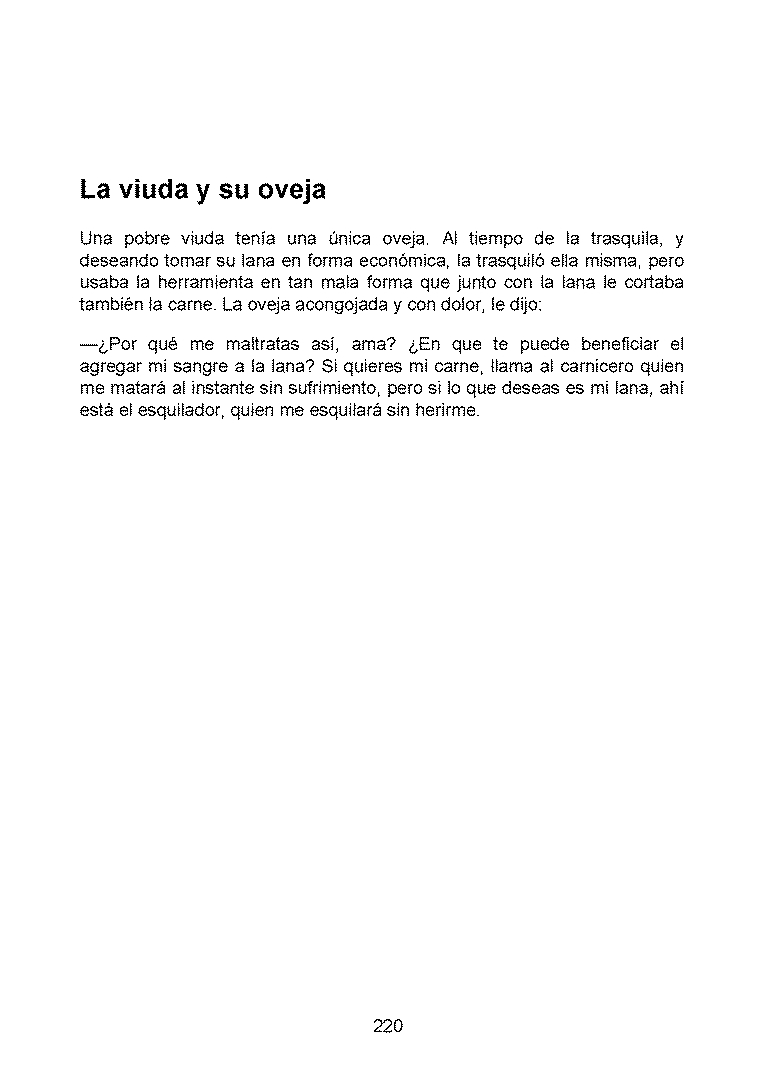 La viuda y su oveja
Una pobre viuda tenía una única oveja. Al tiempo de la trasquila, y
deseando tomar su lana en forma económica, la trasquiló ella misma, pero
usaba la herramienta en tan mala forma que junto con la lana le cortaba
también la carne. La oveja acongojada y con dolor, le dijo:
—¿Por qué me maltratas así, ama? ¿En que te puede beneficiar el
agregar mi sangre a la lana? Si quieres mi carne, llama al carnicero quien
me matará al instante sin sufrimiento, pero si lo que deseas es mi lana, ahí
está el esquilador, quien me esquilará sin herirme.
220